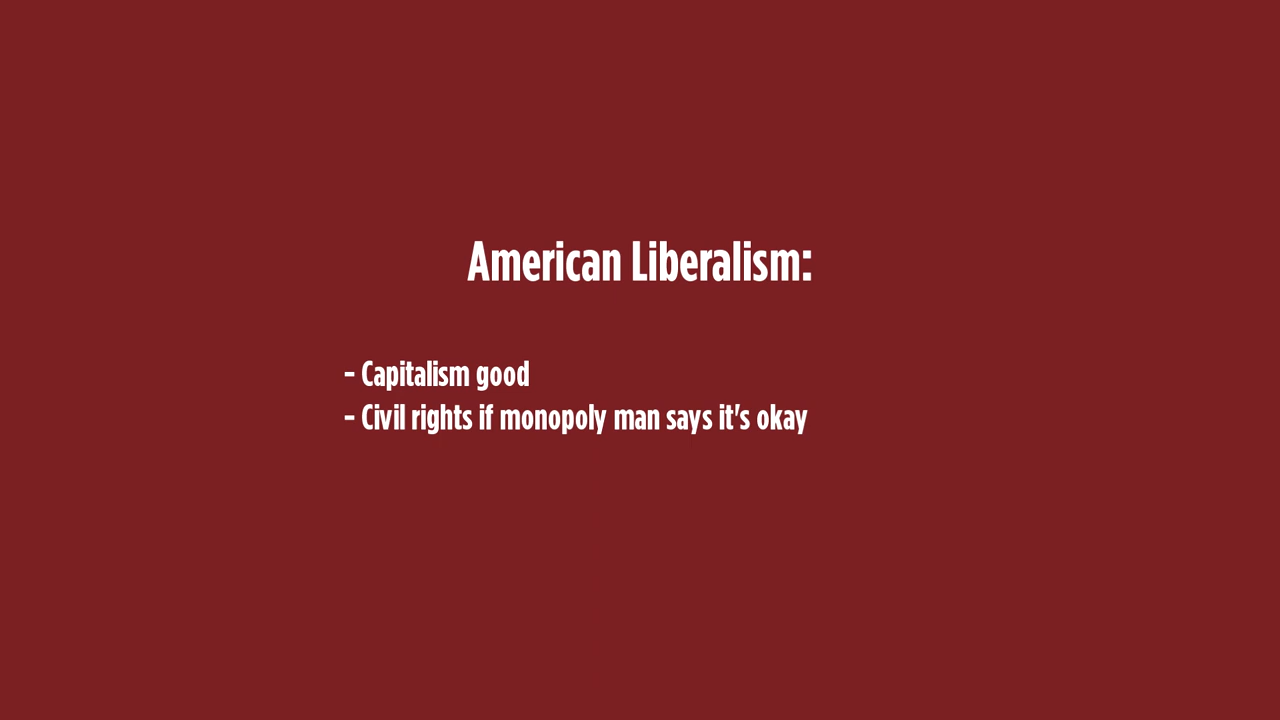 American Liberalism:
- Capitalism good
- Civil rights if monopoly man says it's okay